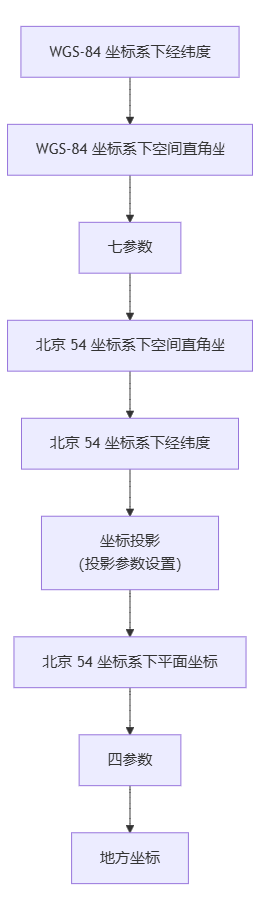 WGS-84 坐标系下经纬度
WGS-84 坐标系下空间直角坐
七参数
北京 54 坐标系下空间直角坐
北京 54 坐标系下经纬度
坐标投影
(投影参数设置)
北京 54 坐标系下平面坐标
四参数
地方坐标